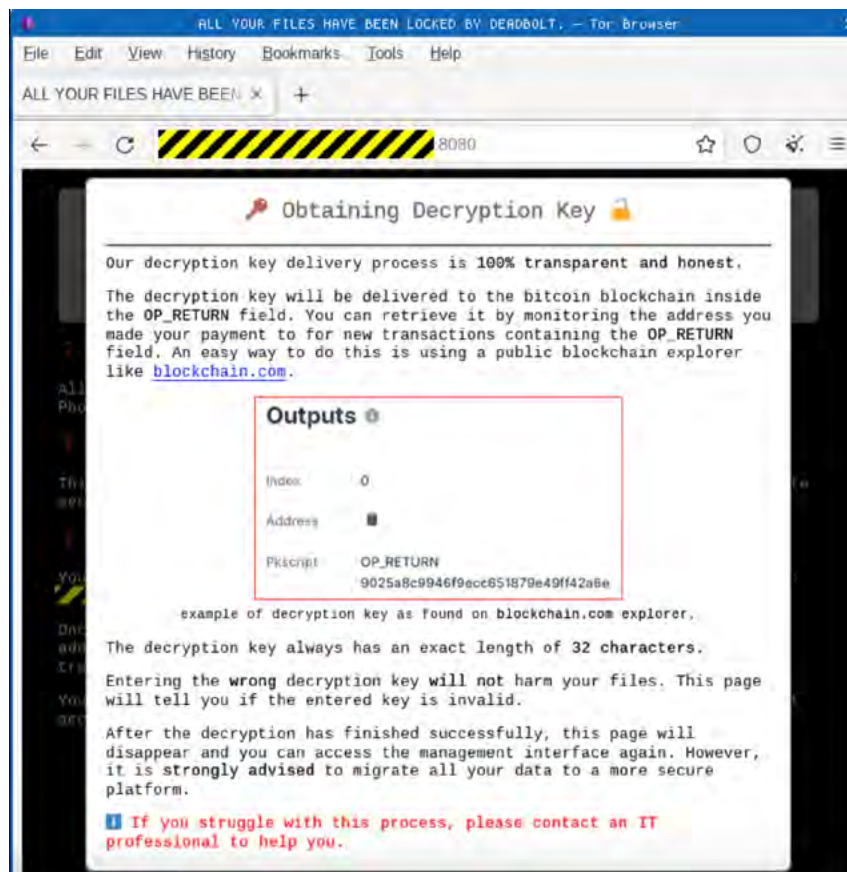 ALL YOUR FILES HAVE BEEN LOCKED BY DEADBOLT. — Tor Browser
File Edit View History Bookmarks Tools Help
ALL YOUR FILES HAVE BEEN × +
8080
Obtaining Decryption Key
Our decryption key delivery process is 100% transparent and honest.
The decryption key will be delivered to the bitcoin blockchain inside
the OP_RETURN field. You can retrieve it by monitoring the address you
made your payment to for new transactions containing the OP_RETURN
field. An easy way to do this is using a public blockchain explorer
like blockchain.com.
Outputs
Index 0
Address
Pkscript OP_RETURN
9025a8c9946f9ecc651879e49ff42a6e
example of decryption key as found on blockchain.com explorer.
The decryption key always has an exact length of 32 characters.
Entering the wrong decryption key will not harm your files. This page
will tell you if the entered key is invalid.
After the decryption has finished successfully, this page will
disappear and you can access the management interface again. However,
it is strongly advised to migrate all your data to a more secure
platform.
If you struggle with this process, please contact an IT
professional to help you.